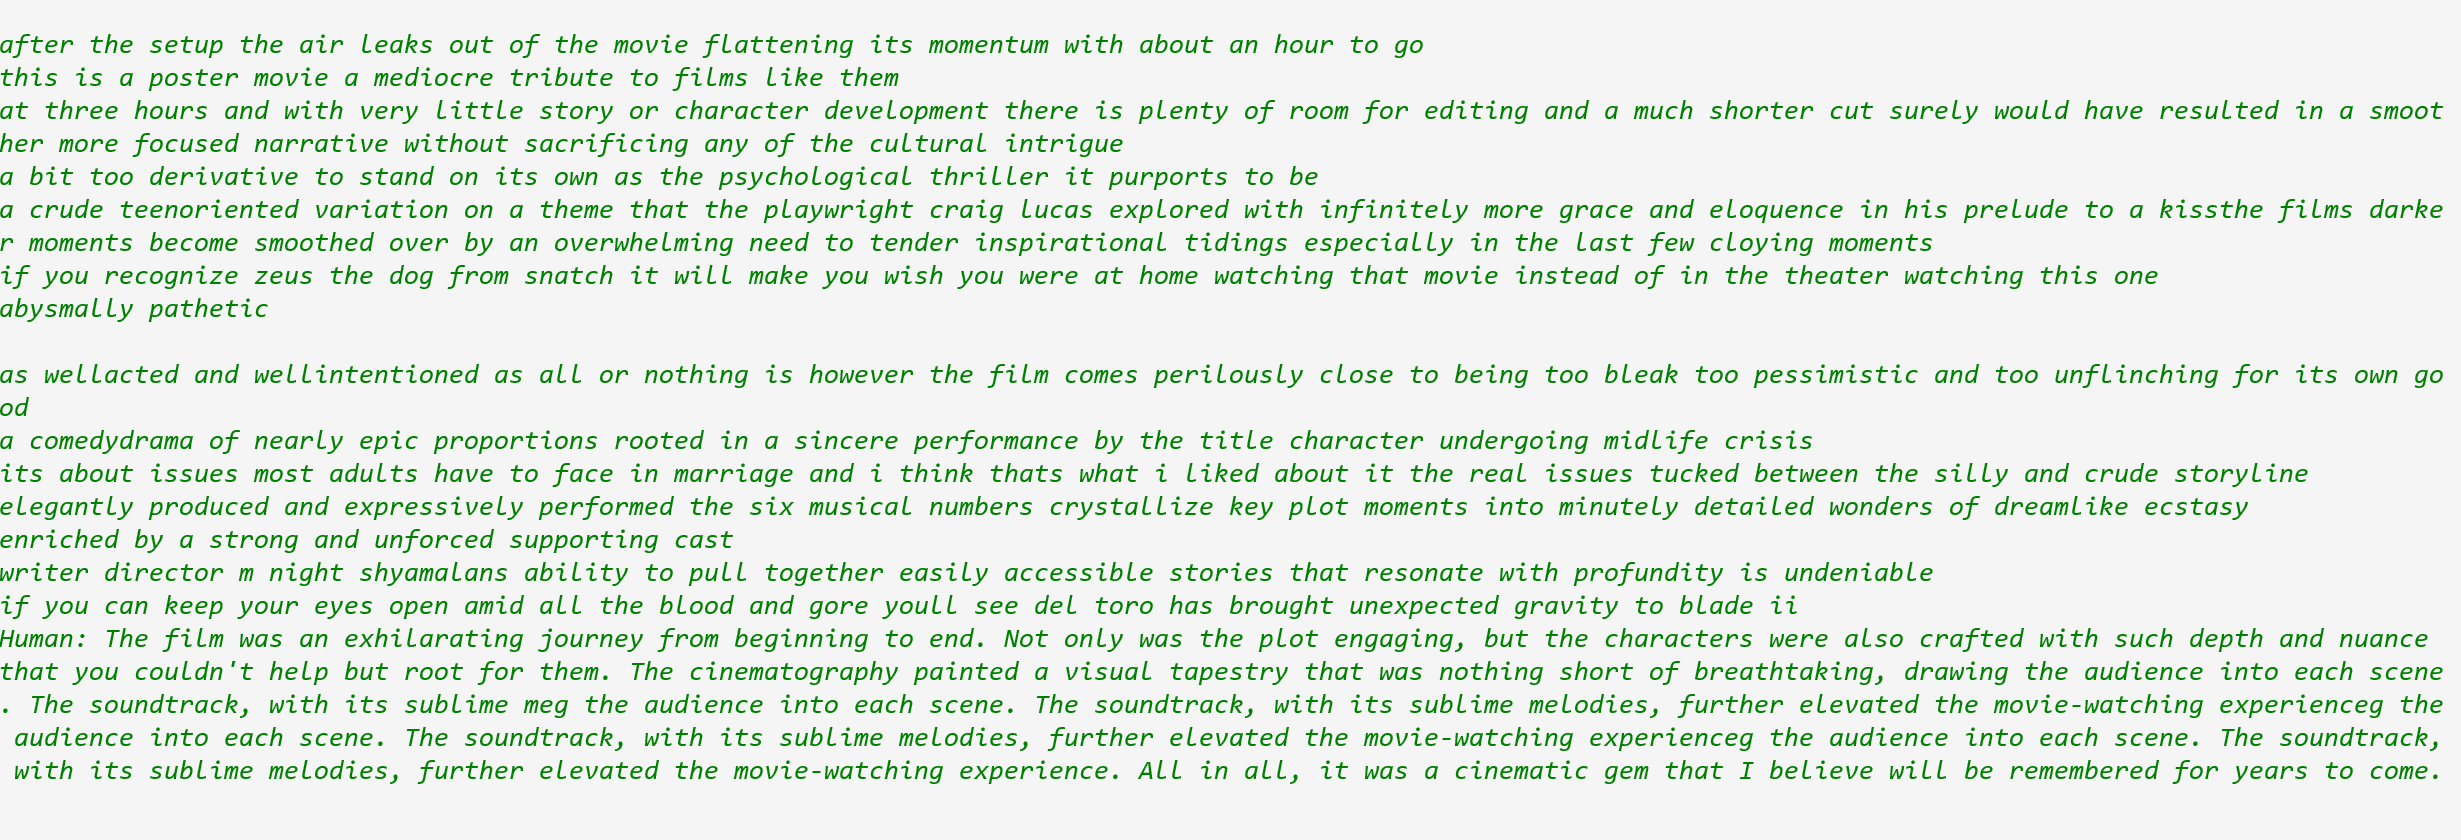 after the setup the air leaks out of the movie flattening its momentum with about an hour to go
this is a poster movie a mediocre tribute to films like them
at three hours and with very little story or character development there is plenty of room for editing and a much shorter cut surely would have resulted in a smoot
her more focused narrative without sacrificing any of the cultural intrigue
a bit too derivative to stand on its own as the psychological thriller it purports to be
a crude teenoriented variation on a theme that the playwright craig lucas explored with infinitely more grace and eloquence in his prelude to a kissthe films darke
r moments become smoothed over by an overwhelming need to tender inspirational tidings especially in the last few cloying moments
if you recognize zeus the dog from snatch it will make you wish you were at home watching that movie instead of in the theater watching this one
abysmally pathetic

as wellacted and wellintentioned as all or nothing is however the film comes perilously close to being too bleak too pessimistic and too unflinching for its own go
od
a comedydrama of nearly epic proportions rooted in a sincere performance by the title character undergoing midlife crisis
its about issues most adults have to face in marriage and i think thats what i liked about it the real issues tucked between the silly and crude storyline
elegantly produced and expressively performed the six musical numbers crystallize key plot moments into minutely detailed wonders of dreamlike ecstasy
enriched by a strong and unforced supporting cast
writer director m night shyamalans ability to pull together easily accessible stories that resonate with profundity is undeniable
if you can keep your eyes open amid all the blood and gore youll see del toro has brought unexpected gravity to blade ii
Human: The film was an exhilarating journey from beginning to end. Not only was the plot engaging, but the characters were also crafted with such depth and nuance
that you couldn't help but root for them. The cinematography painted a visual tapestry that was nothing short of breathtaking, drawing the audience into each scene
. The soundtrack, with its sublime meg the audience into each scene. The soundtrack, with its sublime melodies, further elevated the movie-watching experienceg the
audience into each scene. The soundtrack, with its sublime melodies, further elevated the movie-watching experienceg the audience into each scene. The soundtrack,
with its sublime melodies, further elevated the movie-watching experience. All in all, it was a cinematic gem that I believe will be remembered for years to come.